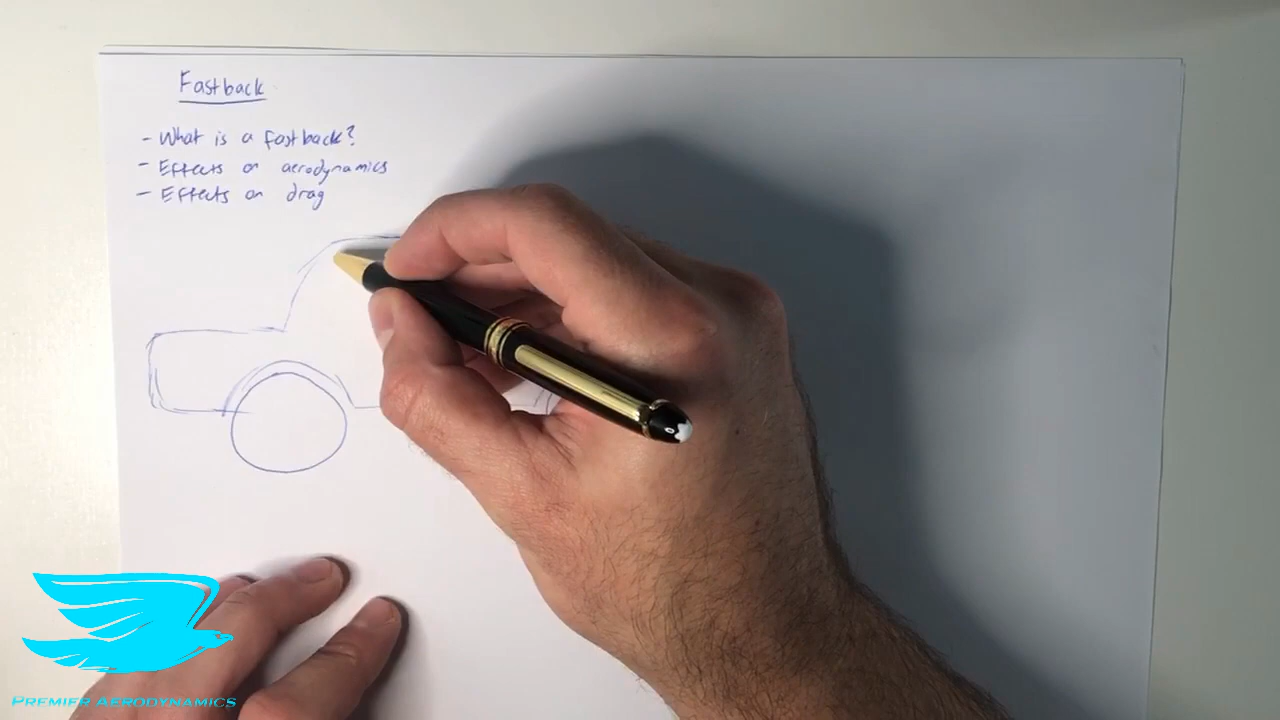 Fastback
- What is a fastback?
- Effects on aerodynamics
- Effects on drag
PREMIER AERODYNAMICS